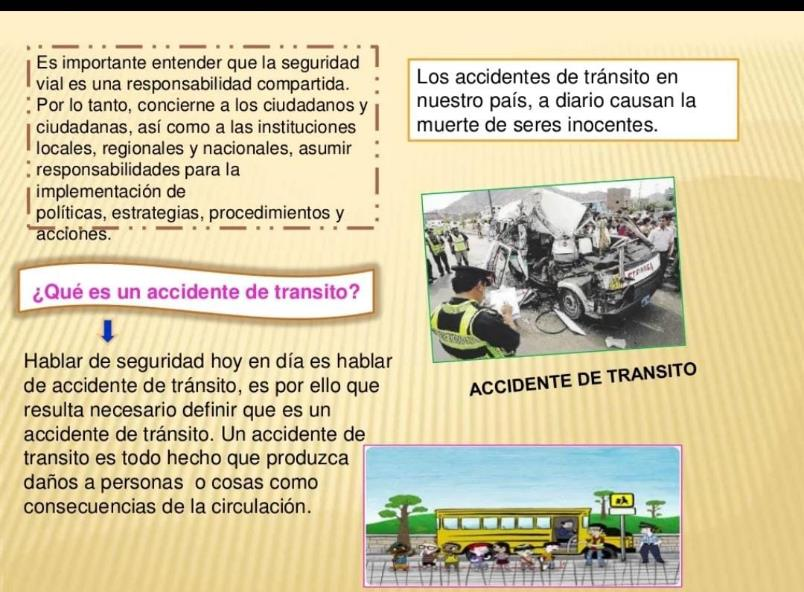 Es importante entender que la seguridad
vial es una responsabilidad compartida.
Por lo tanto, concierne a los ciudadanos y
ciudadanas, así como a las instituciones
locales, regionales y nacionales, asumir
responsabilidades para la
implementación de
políticas, estrategias, procedimientos y
acciones.
Los accidentes de tránsito en
nuestro país, a diario causan la
muerte de seres inocentes.
¿Qué es un accidente de transito?
Hablar de seguridad hoy en día es hablar
de accidente de tránsito, es por ello que
resulta necesario definir que es un
accidente de tránsito. Un accidente de
transito es todo hecho que produzca
daños a personas o cosas como
consecuencias de la circulación.
ACCIDENTE DE TRANSITO